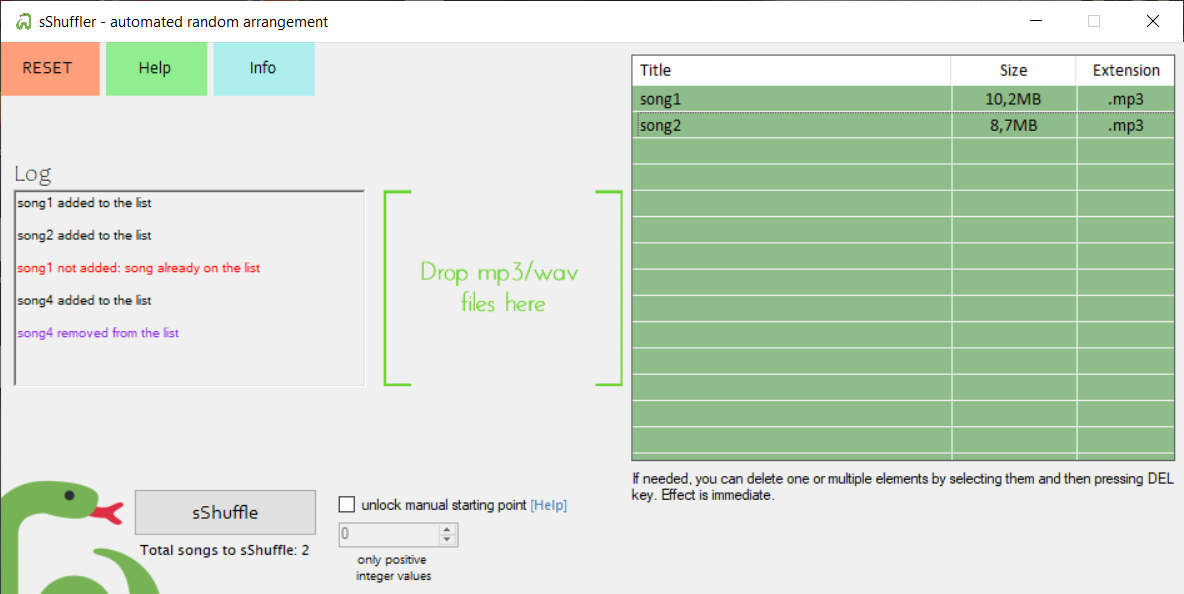 sShuffler - automated random arrangement
RESET
Help
Info
Log
song1 added to the list
song2 added to the list
song1 not added: song already on the list
song4 added to the list
song4 removed from the list
Drop mp3/wav
files here
Title Size Extension
song1 10,2MB .mp3
song2 8,7MB .mp3
If needed, you can delete one or multiple elements by selecting them and then pressing DEL
key. Effect is immediate.
sShuffle
Total songs to sShuffle: 2
unlock manual starting point [Help]
0
only positive
integer values